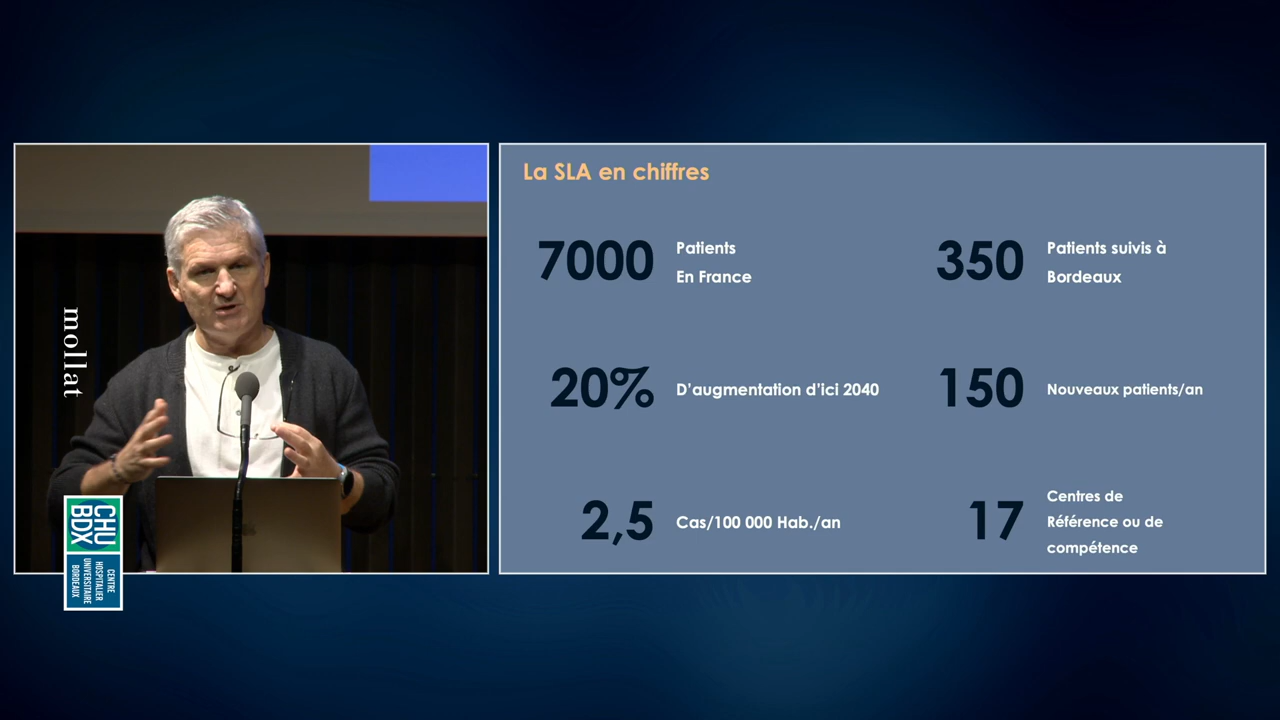 mollat
CHU
BDX
CENTRE
HOSPITALIER
UNIVERSITAIRE
BORDEAUX
La SLA en chiffres
7000
Patients
En France
350
Patients suivis à
Bordeaux
20%
D'augmentation d'ici 2040
150
Nouveaux patients/an
2,5
Cas/100 000 Hab./an
17
Centres de
Référence ou de
compétence